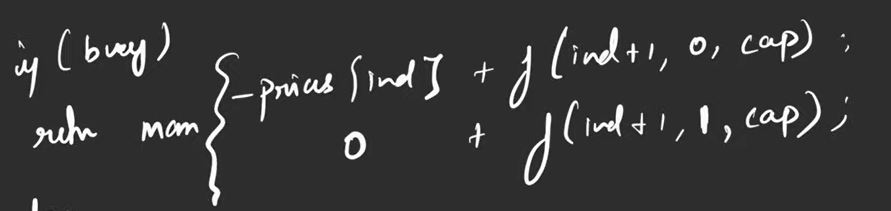 if (buy)
return max { -prices[ind] + f(ind+1, 0, cap);
0 + f(ind+1, 1, cap);